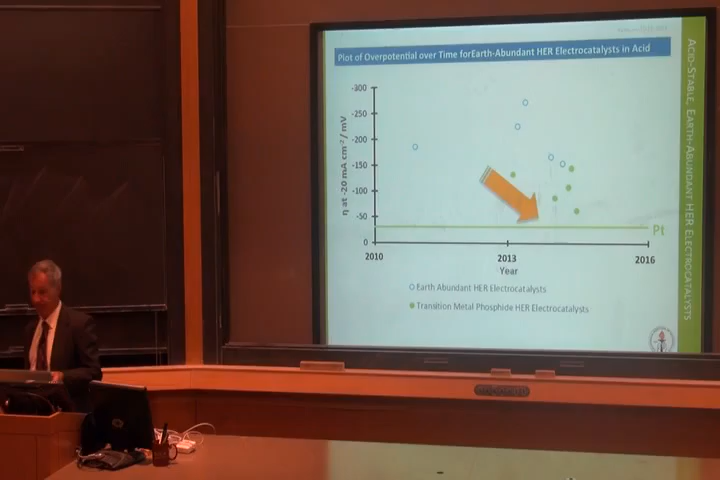 Plot of Overpotential over Time forEarth-Abundant HER Electrocatalysts in Acid
-300
-250
-200
-150
-100
-50
0
η at -20 mA cm⁻² / mV
2010
2013
2016
Year
Pt
Earth Abundant HER Electrocatalysts
Transition Metal Phosphide HER Electrocatalysts
ACID-STABLE, EARTH-ABUNDANT HER ELECTROCATALYSTS